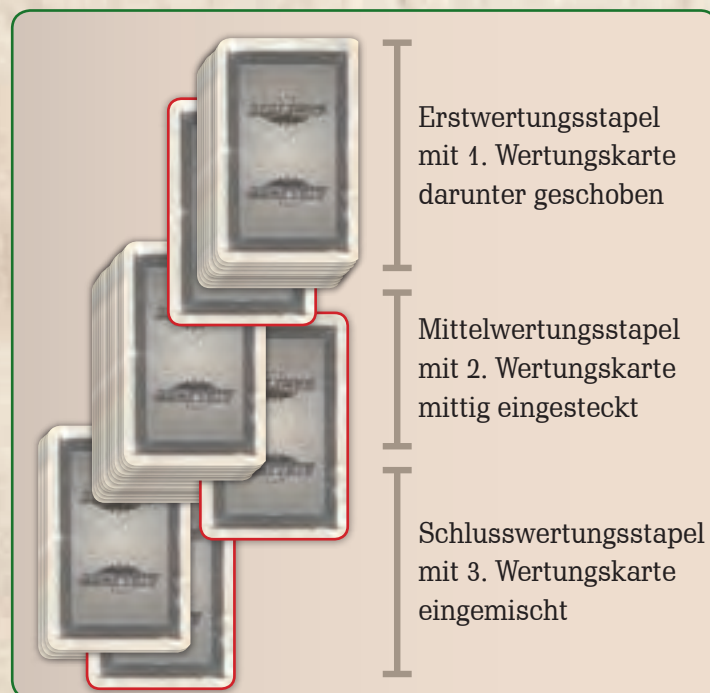 Erstwertungsstapel
mit 1. Wertungskarte
darunter geschoben
Mittelwertungsstapel
mit 2. Wertungskarte
mittig eingesteckt
Schlusswertungsstapel
mit 3. Wertungskarte
eingemischt